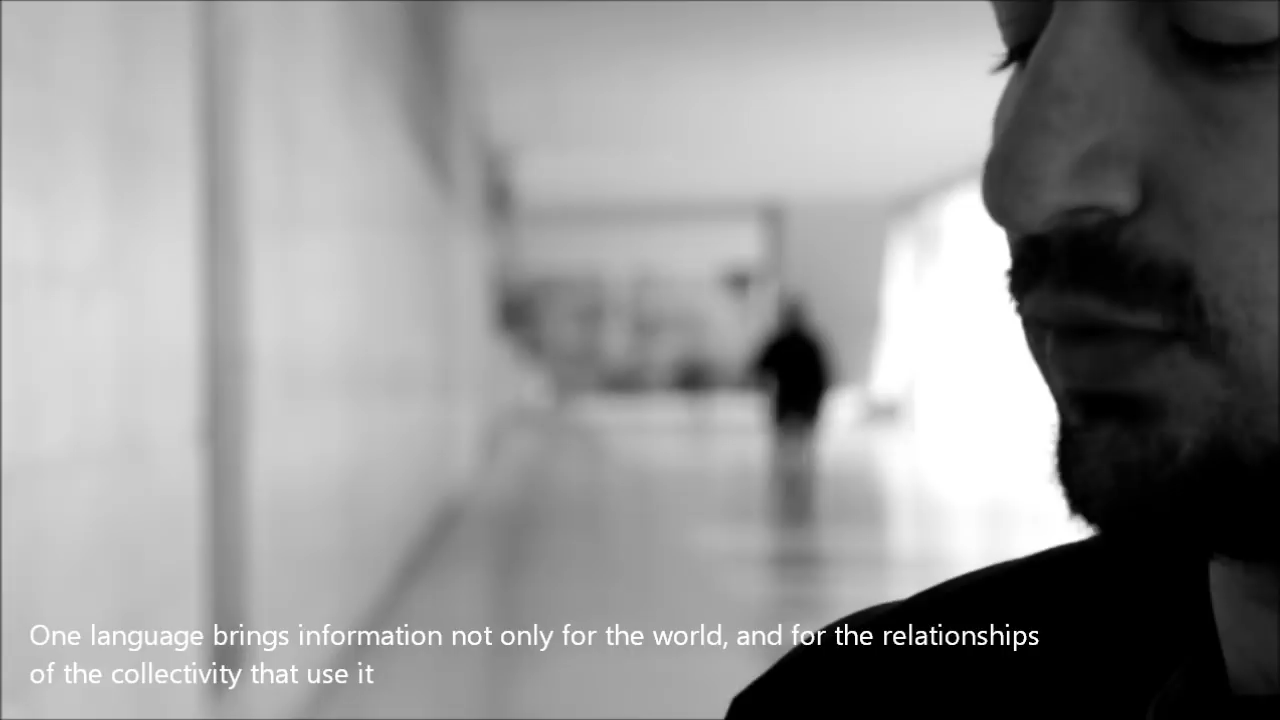 One language brings information not only for the world, and for the relationships
of the collectivity that use it